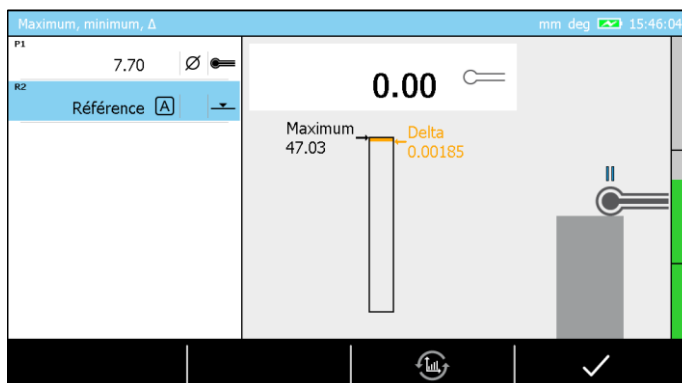 Maximum, minimum, Δ
mm deg 15:46:04
P1
7.70
R2
Référence A
0.00
Maximum
47.03
Delta
0.00185